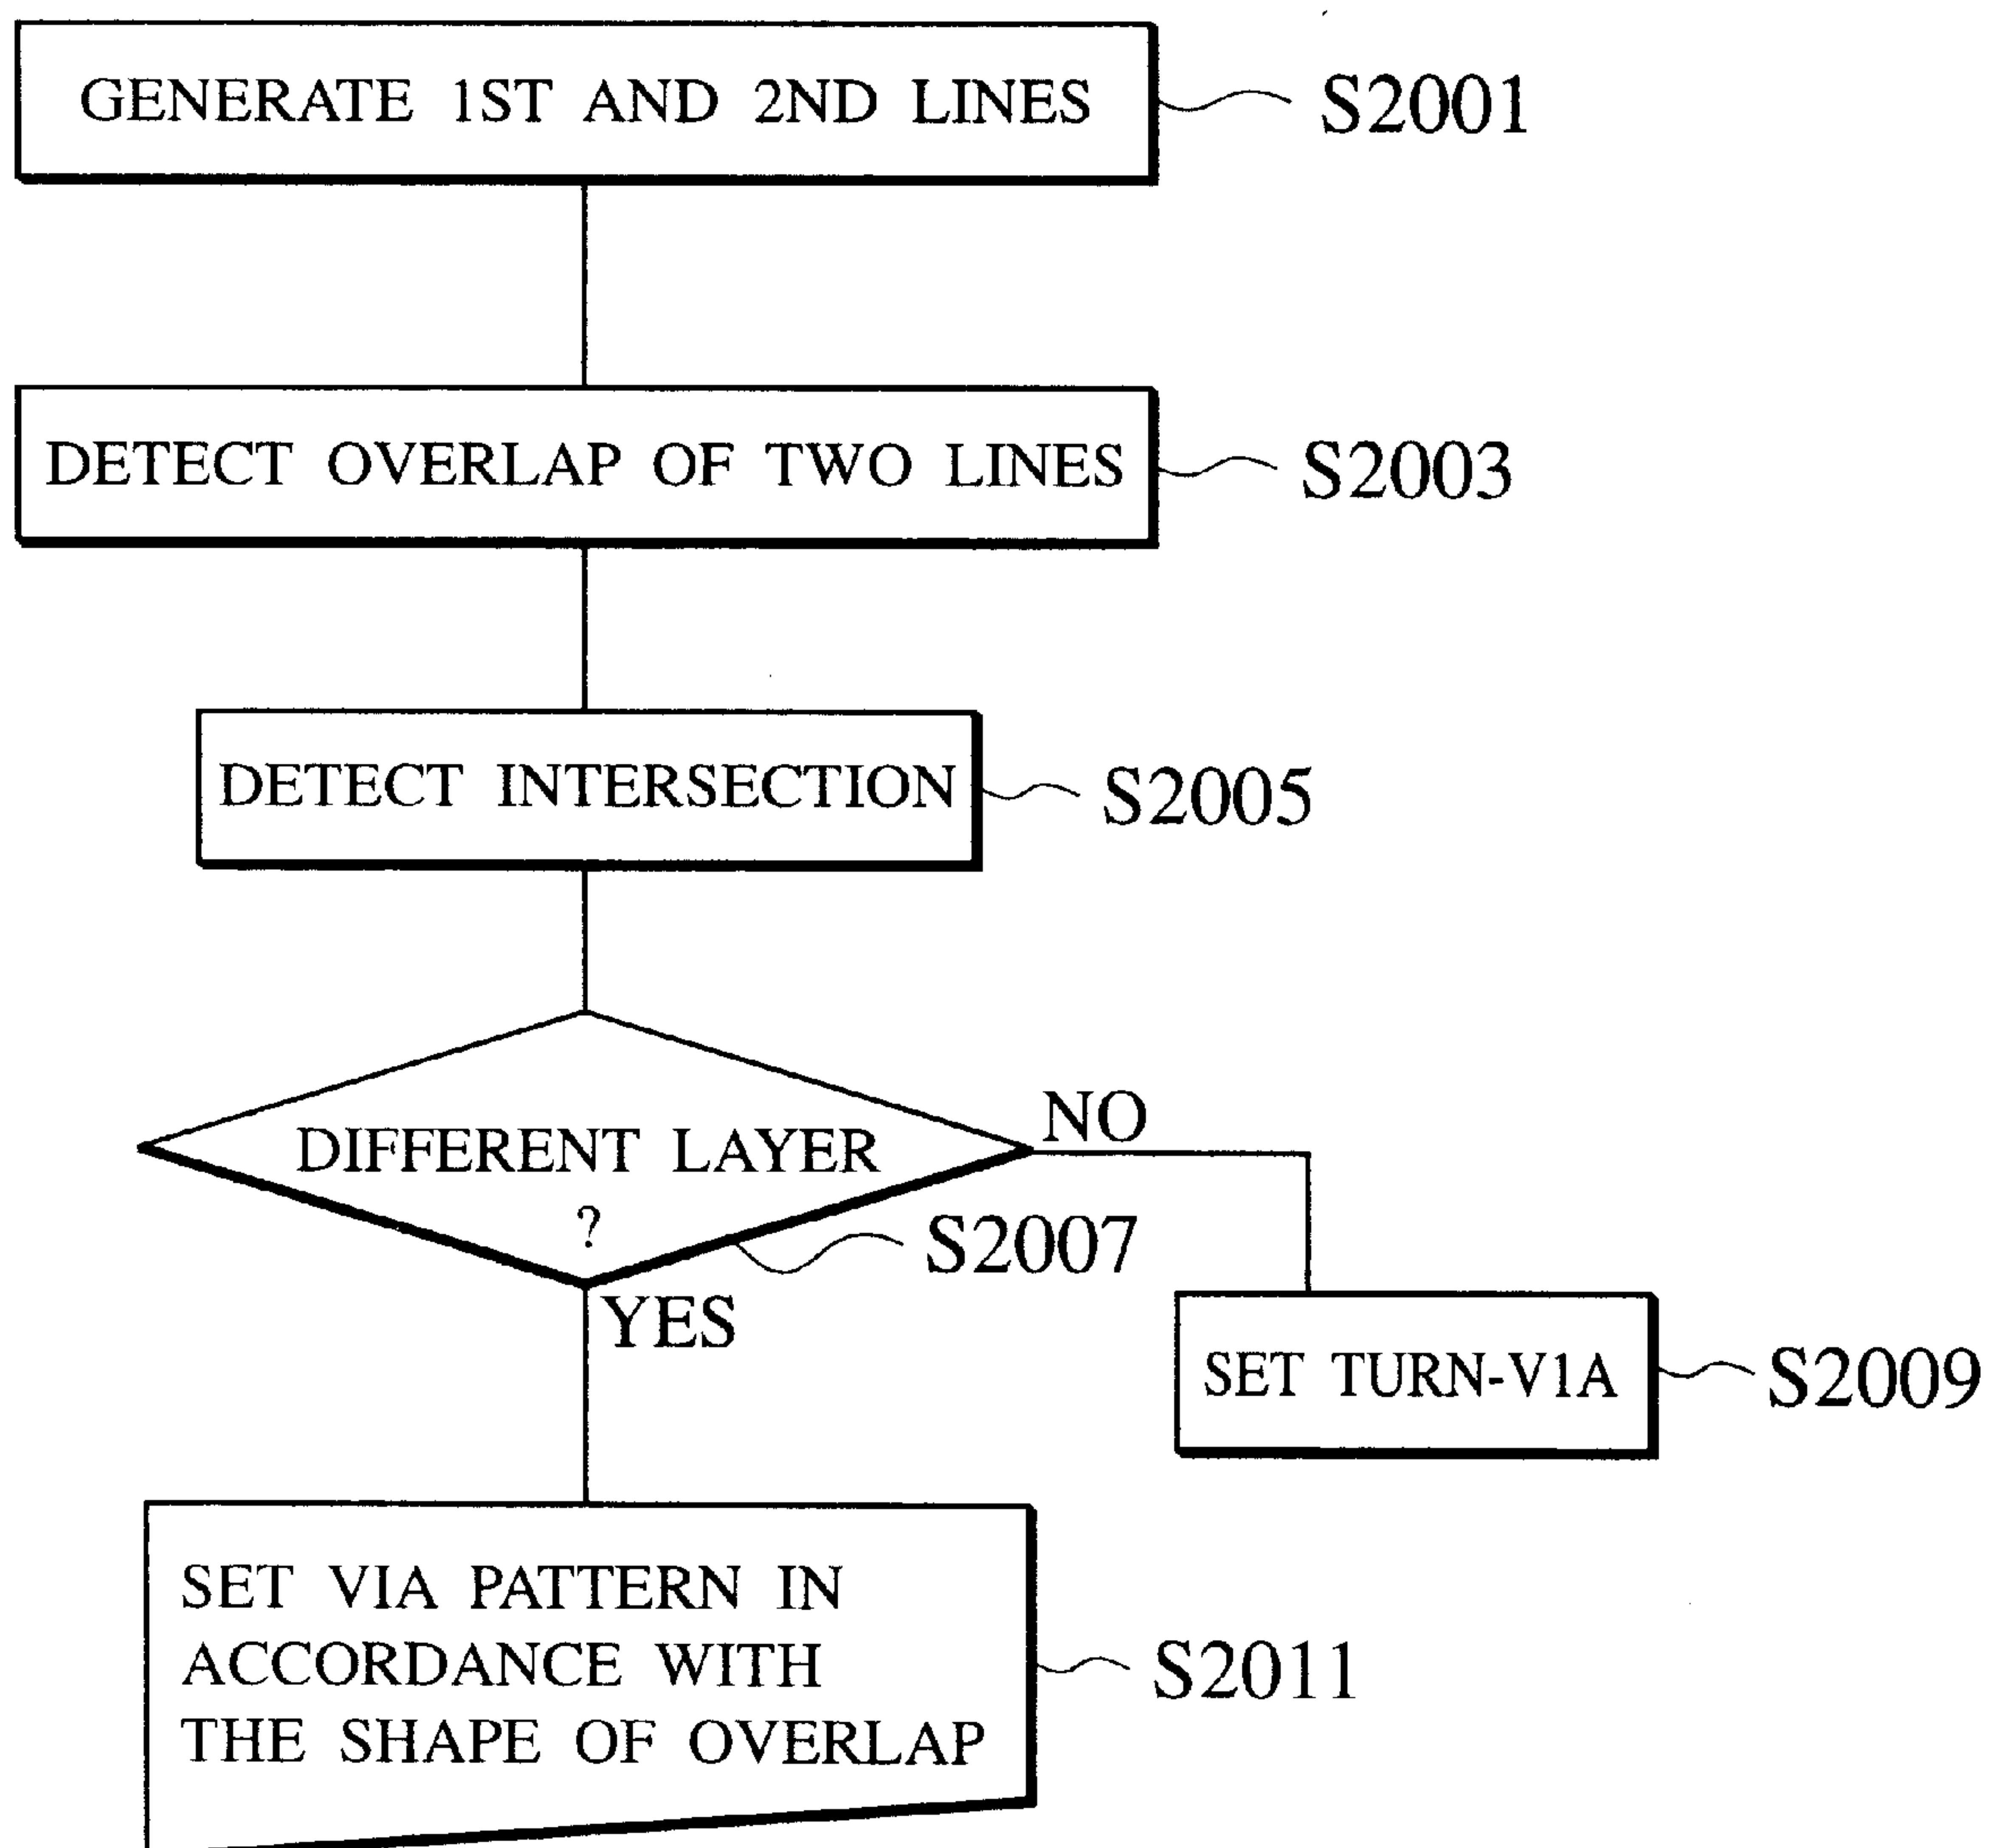 GENERATE 1ST AND 2ND LINES
S2001
DETECT OVERLAP OF TWO LINES
S2003
DETECT INTERSECTION
S2005
DIFFERENT LAYER
?
NO
S2007
YES
SET TURN-V1A
S2009
SET VIA PATTERN IN
ACCORDANCE WITH
THE SHAPE OF OVERLAP
S2011